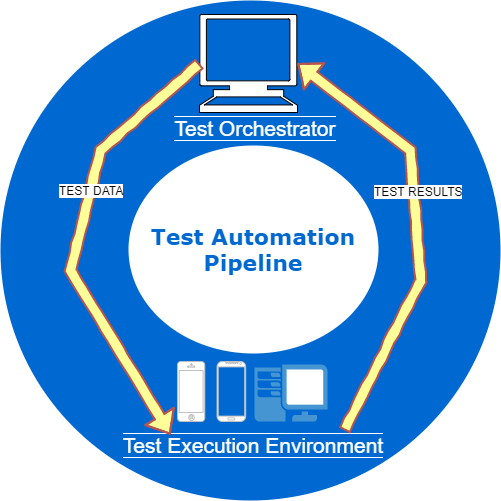 Test Orchestrator
TEST DATA
TEST RESULTS
Test Automation
Pipeline
Test Execution Environment